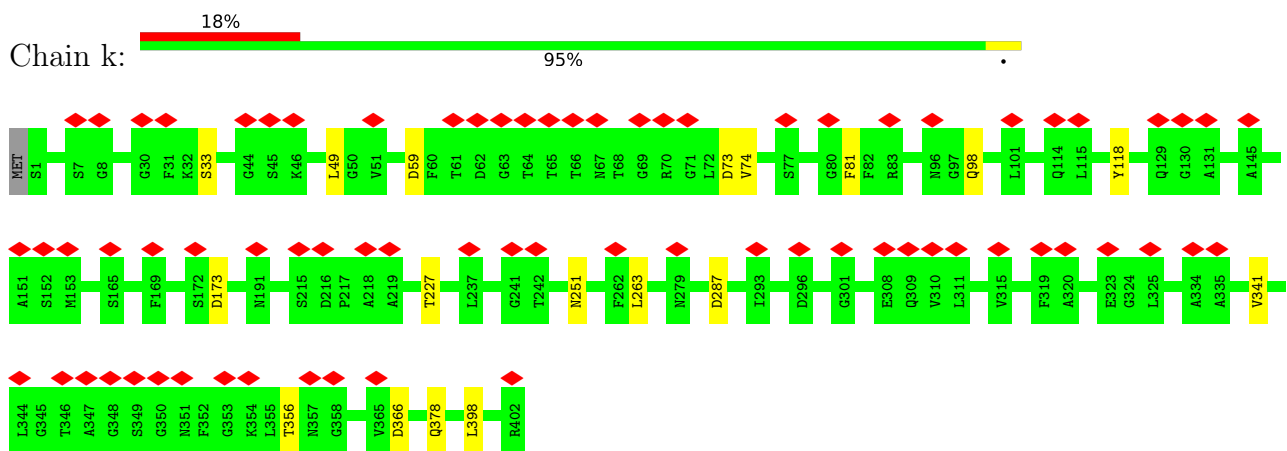 18%
Chain k:
95%
•
MET S1 S7 G8 G30 F31 K32 S33 G44 S45 K46 L49 G50 V51 D59 F60 T61 D62 G63 T64 T65 T66 N67 T68 G69 R70 G71 L72 D73 V74 S77 G80 F81 F82 R83 N96 G97 Q98 L101 Q114 L115 Y118 Q129 G130 A131 A145
A151 S152 M153 S165 F169 S172 D173 N191 S215 D216 P217 A218 A219 T227 L237 G241 T242 N251 F262 L263 N279 D287 I293 D296 G301 E308 Q309 V310 L311 V315 F319 A320 E323 G324 L325 A334 A335 V341
L344 G345 T346 A347 G348 S349 G350 N351 F352 G353 K354 L355 T356 N357 G358 V365 D366 Q378 L398 R402